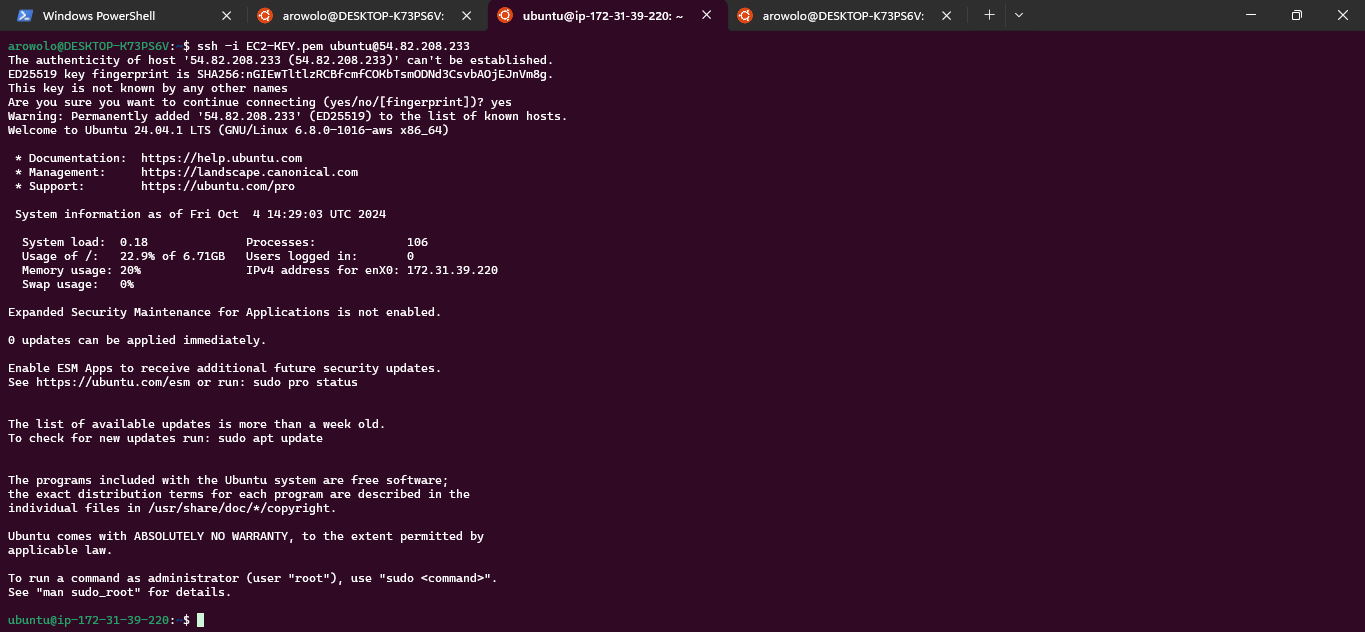 Windows PowerShell
arowolo@DESKTOP-K73PS6V:
ubuntu@ip-172-31-39-220: ~
arowolo@DESKTOP-K73PS6V:
arowolo@DESKTOP-K73PS6V:~$ ssh -i EC2-KEY.pem ubuntu@54.82.208.233
The authenticity of host '54.82.208.233 (54.82.208.233)' can't be established.
ED25519 key fingerprint is SHA256:nGIEwTltlzRCBfcmfCOKbTsmODNd3CsvbAOjEJnVm8g.
This key is not known by any other names
Are you sure you want to continue connecting (yes/no/[fingerprint])? yes
Warning: Permanently added '54.82.208.233' (ED25519) to the list of known hosts.
Welcome to Ubuntu 24.04.1 LTS (GNU/Linux 6.8.0-1016-aws x86_64)
* Documentation:  https://help.ubuntu.com
* Management:     https://landscape.canonical.com
* Support:        https://ubuntu.com/pro
System information as of Fri Oct  4 14:29:03 UTC 2024
System load:  0.18              Processes:             106
Usage of /:   22.9% of 6.71GB   Users logged in:       0
Memory usage: 20%               IPv4 address for enX0: 172.31.39.220
Swap usage:   0%
Expanded Security Maintenance for Applications is not enabled.
0 updates can be applied immediately.
Enable ESM Apps to receive additional future security updates.
See https://ubuntu.com/esm or run: sudo pro status
The list of available updates is more than a week old.
To check for new updates run: sudo apt update
The programs included with the Ubuntu system are free software;
the exact distribution terms for each program are described in the
individual files in /usr/share/doc/*/copyright.
Ubuntu comes with ABSOLUTELY NO WARRANTY, to the extent permitted by
applicable law.
To run a command as administrator (user "root"), use "sudo <command>".
See "man sudo_root" for details.
ubuntu@ip-172-31-39-220:~$